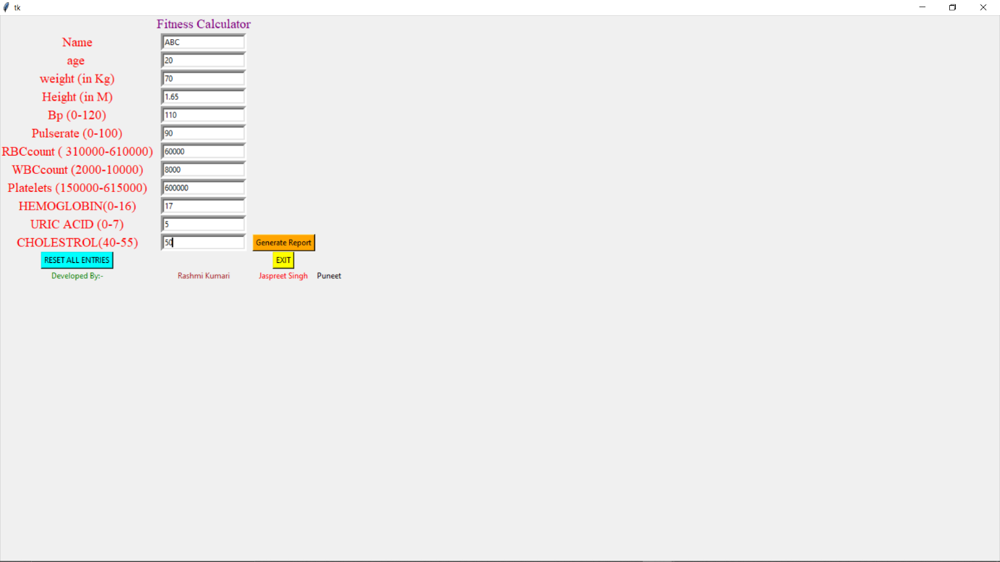 tk
Fitness Calculator
Name ABC
age 20
weight (in Kg) 70
Height (in M) 1.65
Bp (0-120) 110
Pulserate (0-100) 90
RBCcount ( 310000-610000) 60000
WBCcount (2000-10000) 8000
Platelets (150000-615000) 600000
HEMOGLOBIN(0-16) 17
URIC ACID (0-7) 5
CHOLESTROL(40-55) 50 Generate Report
RESET ALL ENTRIES EXIT
Developed By:- Rashmi Kumari Jaspreet Singh Puneet